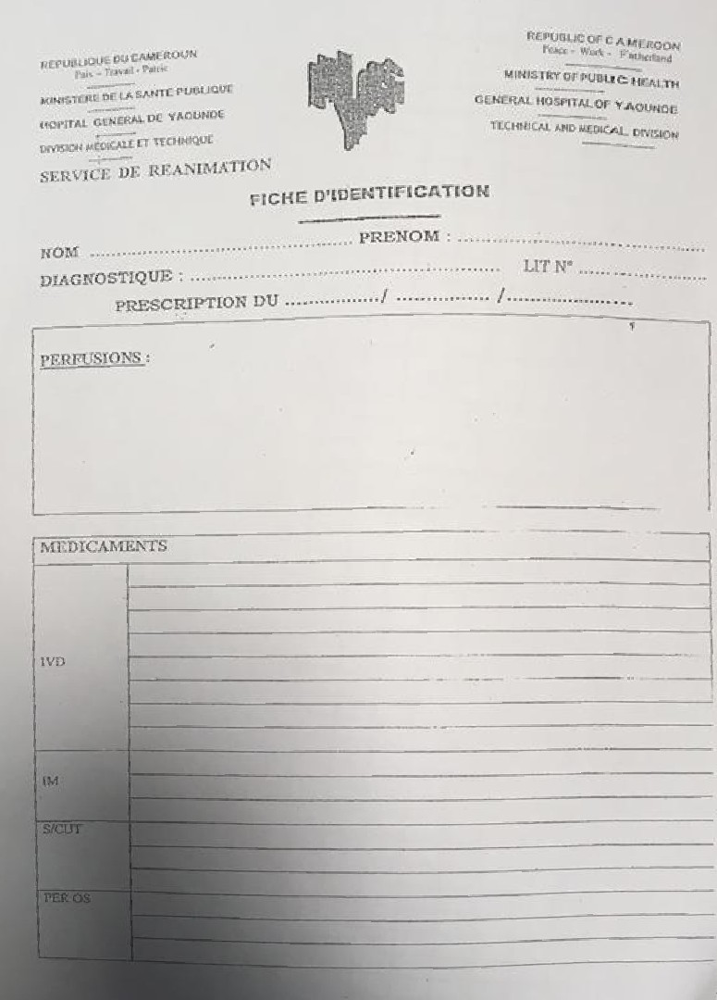 REPUBLIQUE DU CAMEROUN
Paix - Travail - Patrie
MINISTERE DE LA SANTE PUBLIQUE
HOPITAL GENERAL DE YAOUNDE
DIVISION MEDICALE ET TECHNIQUE
SERVICE DE REANIMATION
REPUBLIC OF CAMEROON
Peace - Work - Fatherland
MINISTRY OF PUBLIC HEALTH
GENERAL HOSPITAL OF YAOUNDE
TECHNICAL AND MEDICAL DIVISION
FICHE D'IDENTIFICATION
NOM .................................................. PRENOM : ..................................................
DIAGNOSTIQUE : .................................................. LIT N° ..........................
PRESCRIPTION DU ................/ ................ /......................
PERFUSIONS :
MEDICAMENTS
IVD
IM
S/CUT
PER OS